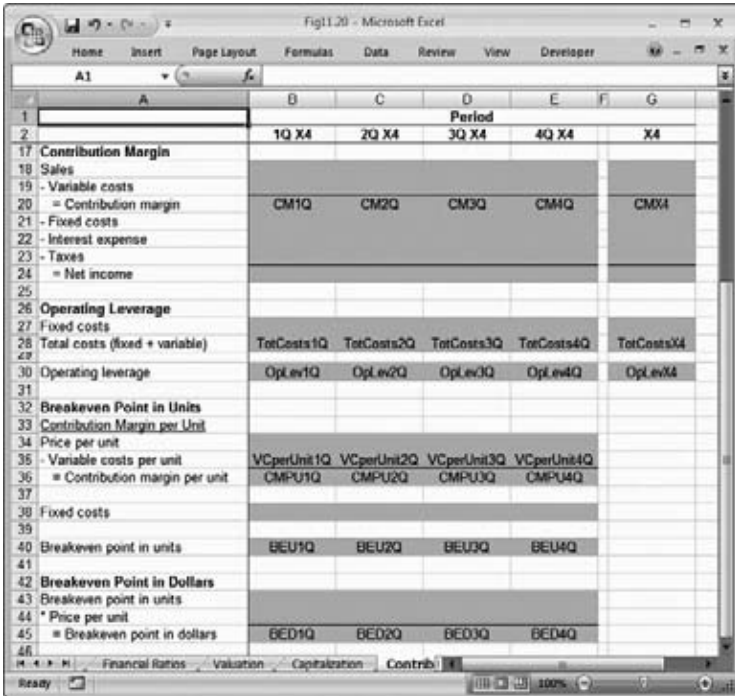 Fig11.20 - Microsoft Excel
Home Insert Page Layout Formulas Data Review View Developer
A1 fx
A B C D E F G
1 Period
2 1Q X4 2Q X4 3Q X4 4Q X4 X4
17 Contribution Margin
18 Sales
19 - Variable costs
20 = Contribution margin CM1Q CM2Q CM3Q CM4Q CMX4
21 - Fixed costs
22 - Interest expense
23 - Taxes
24 = Net income
25
26 Operating Leverage
27 Fixed costs
28 Total costs (fixed + variable) TotCosts1Q TotCosts2Q TotCosts3Q TotCosts4Q TotCostsX4
29
30 Operating leverage OpLev1Q OpLev2Q OpLev3Q OpLev4Q OpLevX4
31
32 Breakeven Point in Units
33 Contribution Margin per Unit
34 Price per unit
35 - Variable costs per unit VCperUnit1Q VCperUnit2Q VCperUnit3Q VCperUnit4Q
36 = Contribution margin per unit CMPU1Q CMPU2Q CMPU3Q CMPU4Q
37
38 Fixed costs
39
40 Breakeven point in units BEU1Q BEU2Q BEU3Q BEU4Q
41
42 Breakeven Point in Dollars
43 Breakeven point in units
44 * Price per unit
45 = Breakeven point in dollars BED1Q BED2Q BED3Q BED4Q
46
Financial Ratios Valuation Capitalization Contrib
Ready 100%